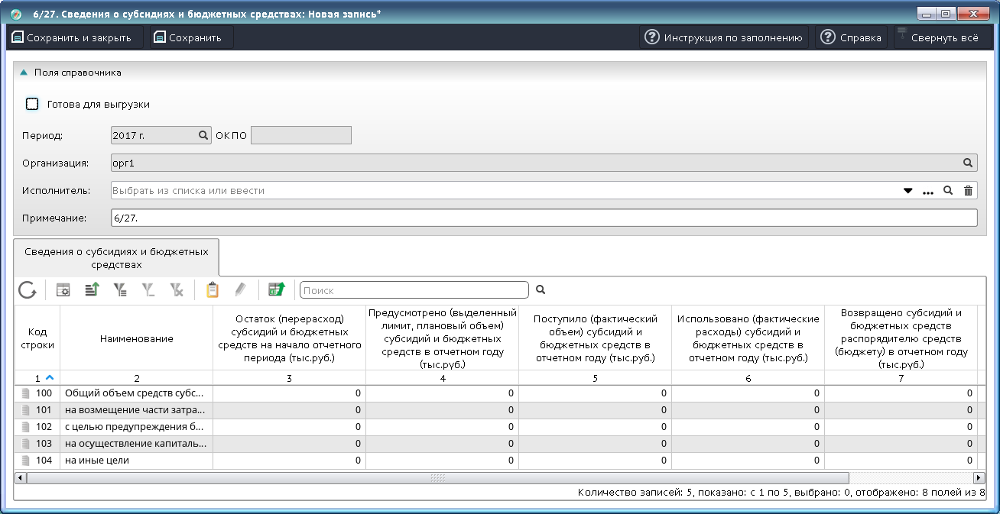 6/27. Сведения о субсидиях и бюджетных средствах: Новая запись*
Сохранить и закрыть
Сохранить
Инструкция по заполнению
Справка
Свернуть всё
Поля справочника
Готова для выгрузки
Период:
2017 г.
ОКПО
Организация:
орг1
Исполнитель:
Выбрать из списка или ввести
Примечание:
6/27.
Сведения о субсидиях и бюджетных
средствах
Поиск
Код
строки
Наименование
Остаток (перерасход)
субсидий и бюджетных
средств на начало отчетного
периода (тыс.руб.)
Предусмотрено (выделенный
лимит, плановый объем)
субсидий и бюджетных
средств в отчетном году
(тыс.руб.)
Поступило (фактический
объем) субсидий и
бюджетных средств в
отчетном году (тыс.руб.)
Использовано (фактические
расходы) субсидий и
бюджетных средств в
отчетном году (тыс.руб.)
Возвращено субсидий и
бюджетных средств
распорядителю средств
(бюджету) в отчетном году
(тыс.руб.)
1 2 3 4 5 6 7
100 Общий объем средств субс... 0 0 0 0 0
101 на возмещение части затра... 0 0 0 0 0
102 с целью предупреждения б... 0 0 0 0 0
103 на осуществление капиталь... 0 0 0 0 0
104 на иные цели 0 0 0 0 0
Количество записей: 5, показано: с 1 по 5, выбрано: 0, отображено: 8 полей из 8